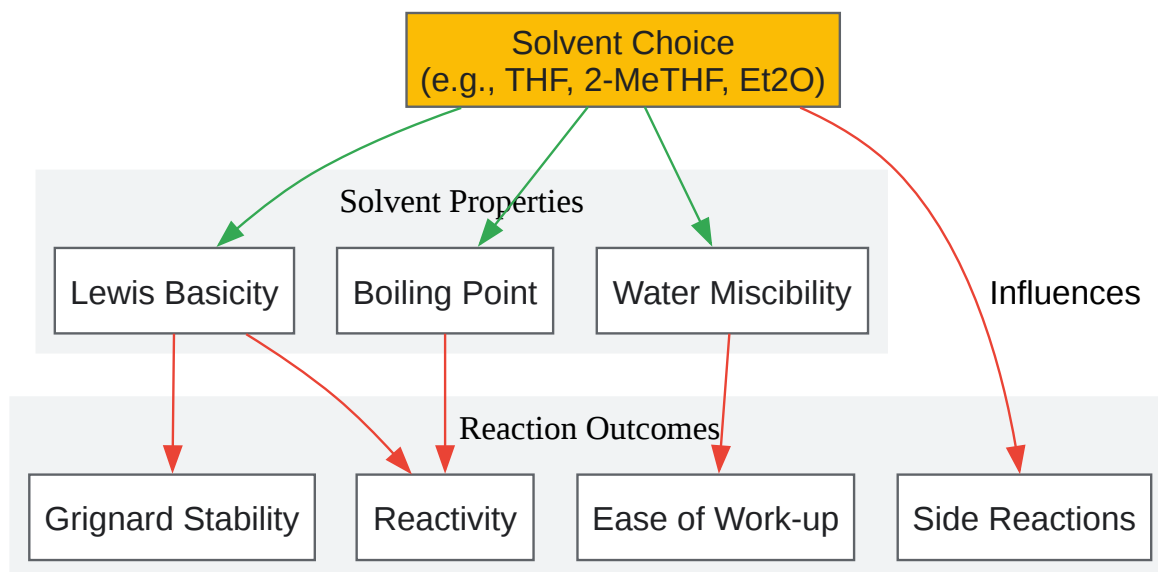 Solvent Choice
(e.g., THF, 2-MeTHF, Et2O)
Solvent Properties
Lewis Basicity
Boiling Point
Water Miscibility
Influences
Reaction Outcomes
Grignard Stability
Reactivity
Ease of Work-up
Side Reactions